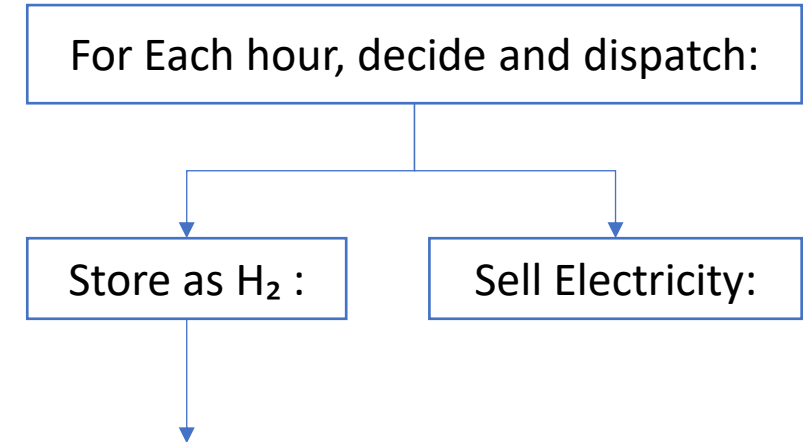 For Each hour, decide and dispatch:
Store as H₂ :
Sell Electricity: